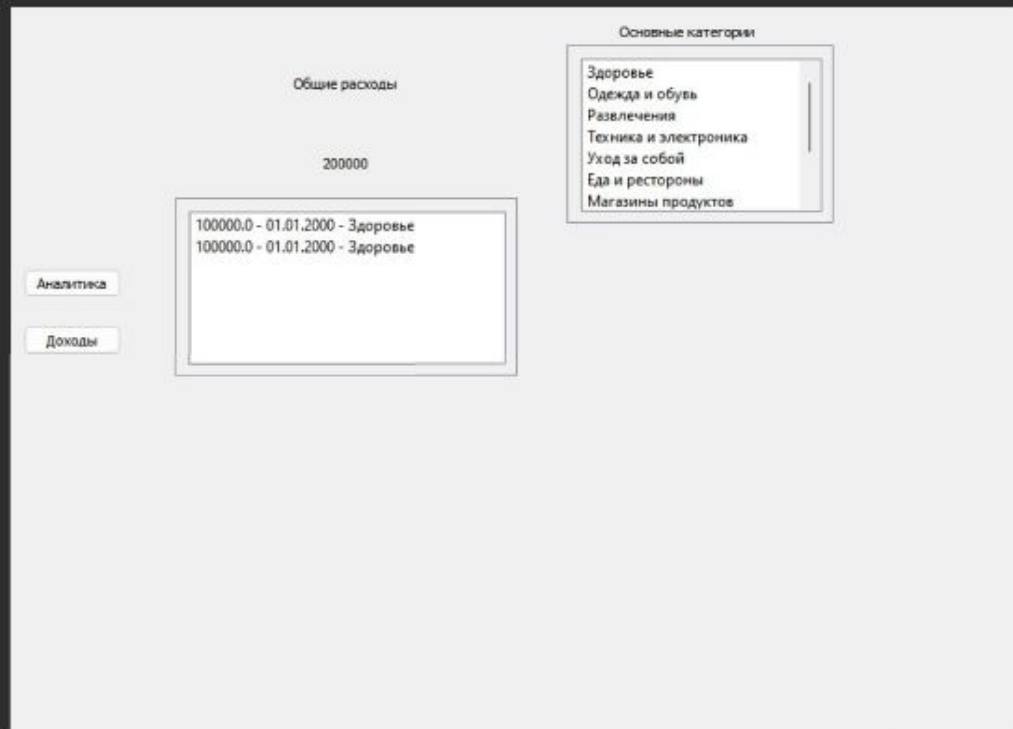 Основные категории
Общие расходы
Здоровье
Одежда и обувь
Развлечения
Техника и электроника
Уход за собой
Еда и рестороны
Магазины продуктов
200000
100000.0 - 01.01.2000 - Здоровье
100000.0 - 01.01.2000 - Здоровье
Аналитика
Доходы